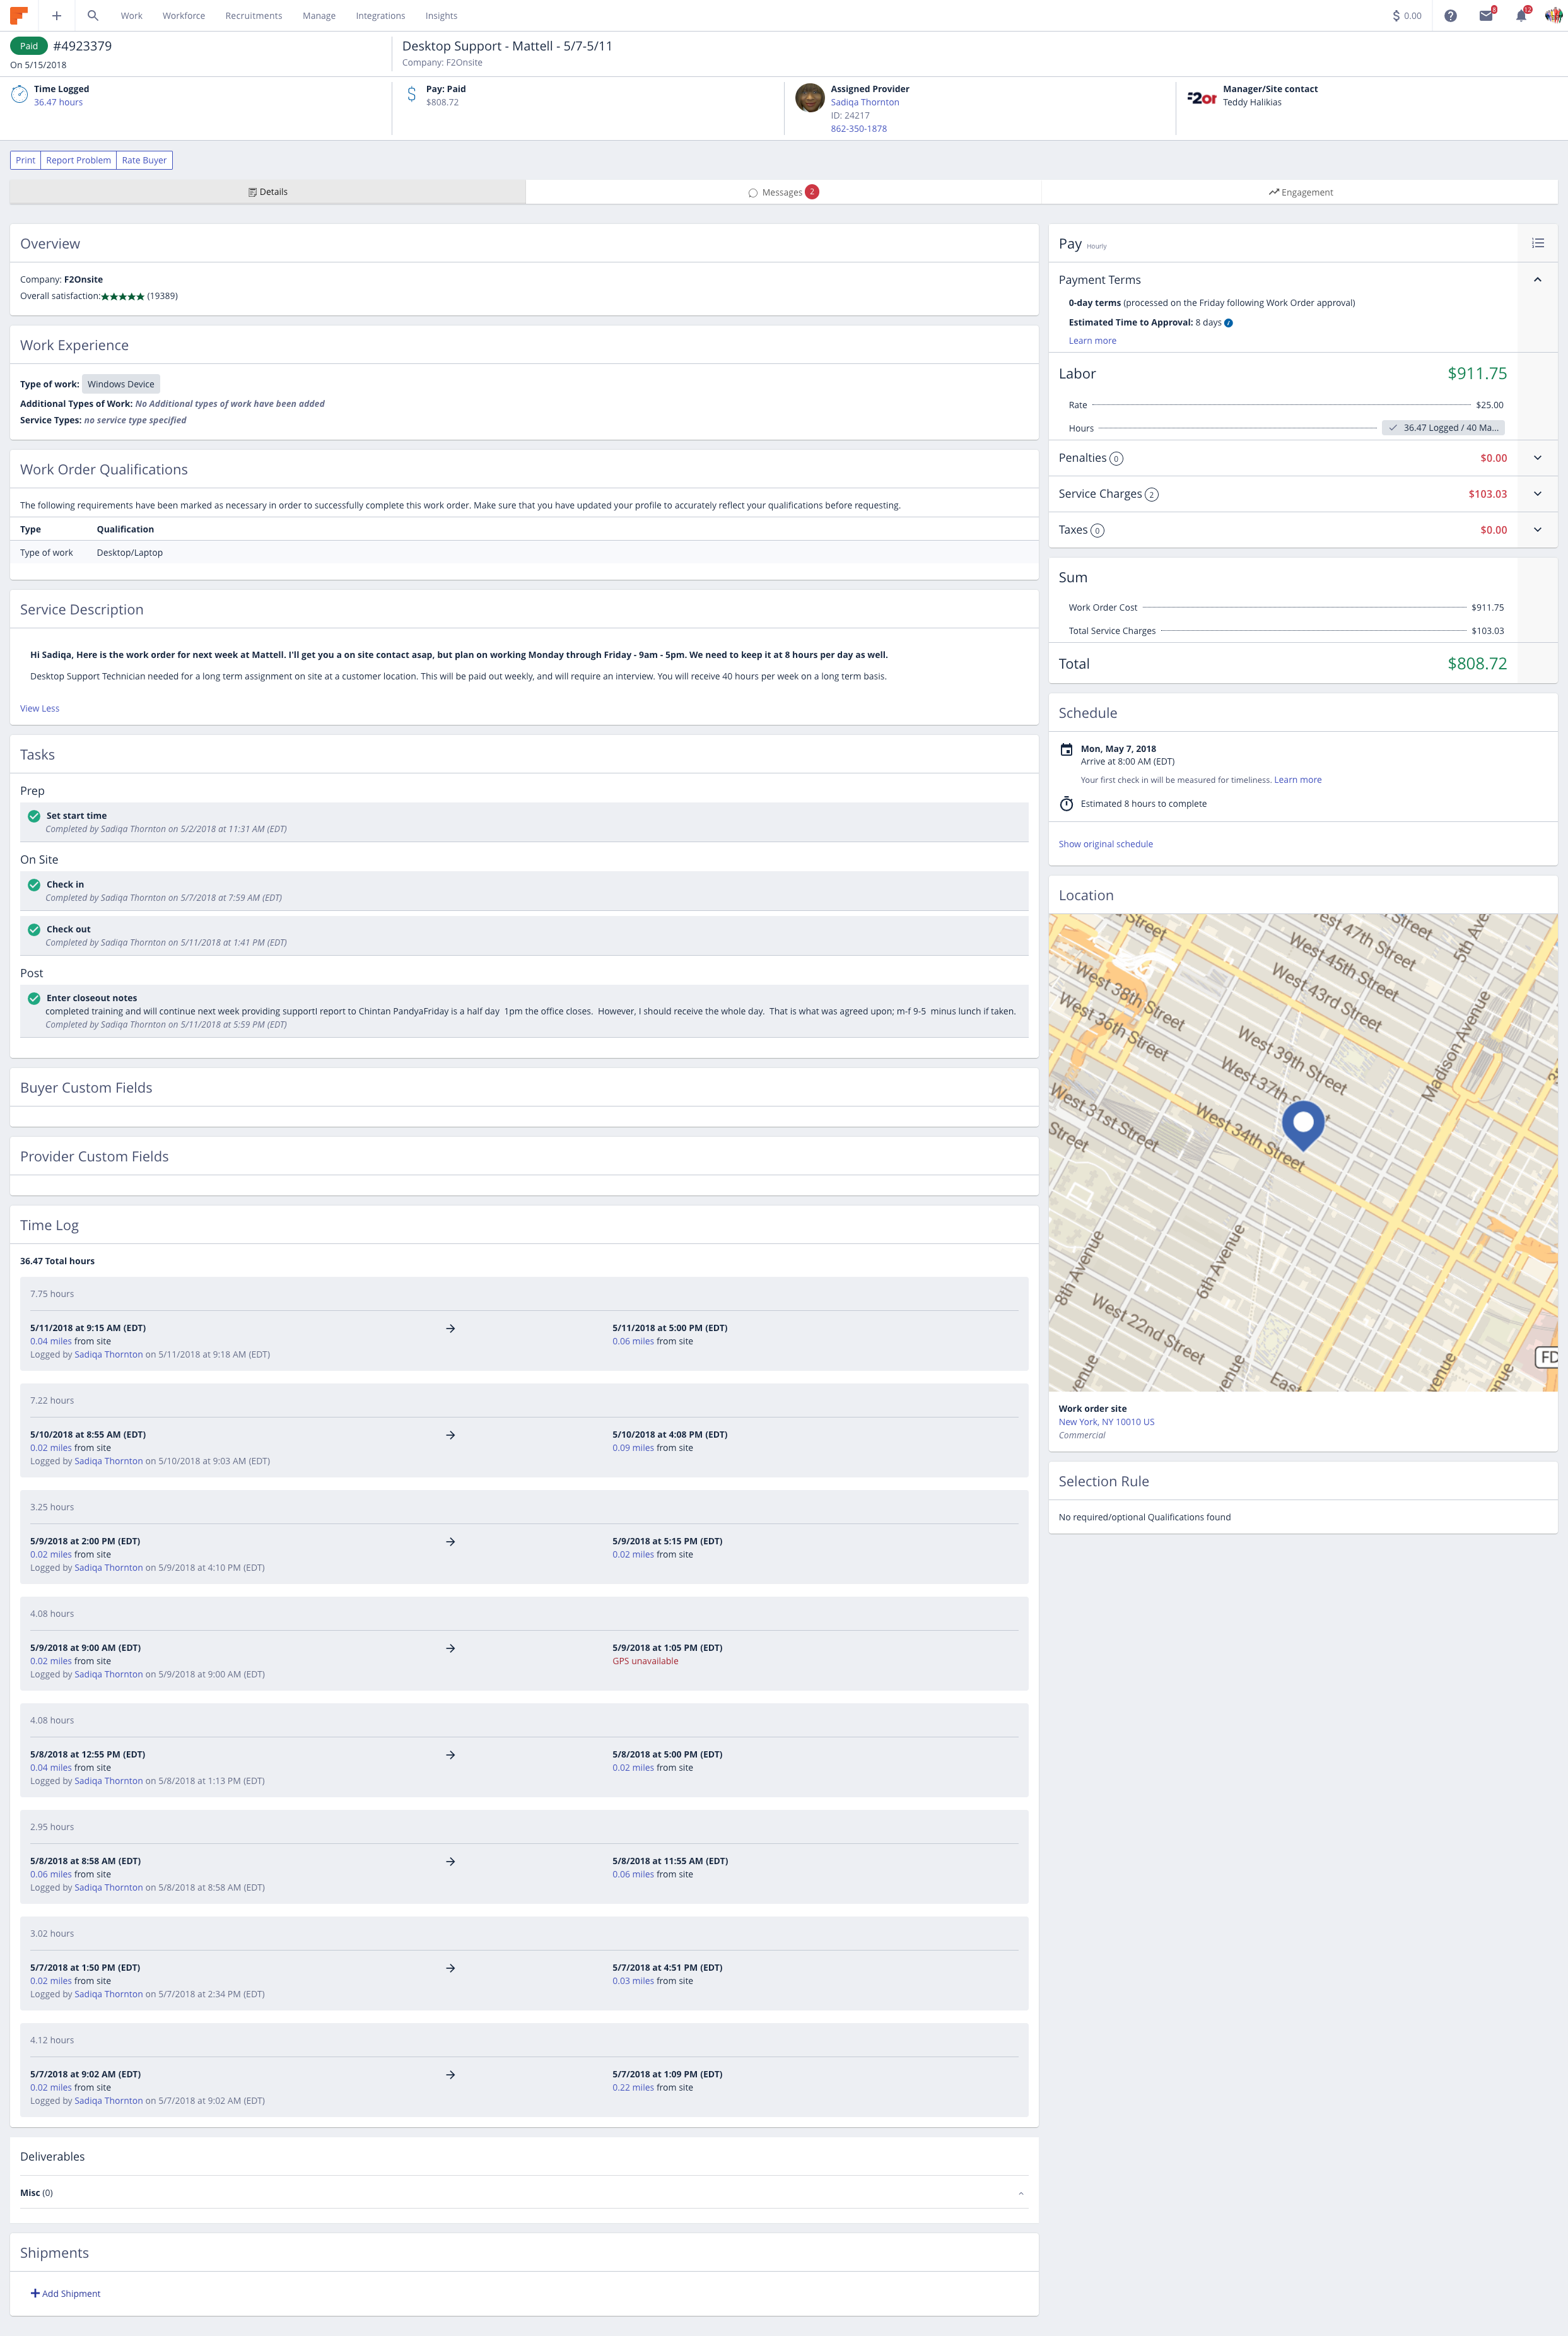 Work Workforce Recruitments Manage Integrations Insights
$ 0.00
8
12
Paid #4923379
On 5/15/2018
Desktop Support - Mattell - 5/7-5/11
Company: F2Onsite
Time Logged
36.47 hours
Pay: Paid
$808.72
Assigned Provider
Sadiqa Thornton
ID: 24217
862-350-1878
Manager/Site contact
Teddy Halikias
Print Report Problem Rate Buyer
Details
Messages 2
Engagement
Overview
Company: F2Onsite
Overall satisfaction:★★★★★ (19389)
Work Experience
Type of work: Windows Device
Additional Types of Work: No Additional types of work have been added
Service Types: no service type specified
Work Order Qualifications
The following requirements have been marked as necessary in order to successfully complete this work order. Make sure that you have updated your profile to accurately reflect your qualifications before requesting.
Type Qualification
Type of work Desktop/Laptop
Service Description
Hi Sadiqa, Here is the work order for next week at Mattell. I'll get you a on site contact asap, but plan on working Monday through Friday - 9am - 5pm. We need to keep it at 8 hours per day as well.
Desktop Support Technician needed for a long term assignment on site at a customer location. This will be paid out weekly, and will require an interview. You will receive 40 hours per week on a long term basis.
View Less
Tasks
Prep
Set start time
Completed by Sadiqa Thornton on 5/2/2018 at 11:31 AM (EDT)
On Site
Check in
Completed by Sadiqa Thornton on 5/7/2018 at 7:59 AM (EDT)
Check out
Completed by Sadiqa Thornton on 5/11/2018 at 1:41 PM (EDT)
Post
Enter closeout notes
completed training and will continue next week providing supportI report to Chintan PandyaFriday is a half day 1pm the office closes. However, I should receive the whole day. That is what was agreed upon; m-f 9-5 minus lunch if taken.
Completed by Sadiqa Thornton on 5/11/2018 at 5:59 PM (EDT)
Buyer Custom Fields
Provider Custom Fields
Time Log
36.47 Total hours
7.75 hours
5/11/2018 at 9:15 AM (EDT) → 5/11/2018 at 5:00 PM (EDT)
0.04 miles from site 0.06 miles from site
Logged by Sadiqa Thornton on 5/11/2018 at 9:18 AM (EDT)
7.22 hours
5/10/2018 at 8:55 AM (EDT) → 5/10/2018 at 4:08 PM (EDT)
0.02 miles from site 0.09 miles from site
Logged by Sadiqa Thornton on 5/10/2018 at 9:03 AM (EDT)
3.25 hours
5/9/2018 at 2:00 PM (EDT) → 5/9/2018 at 5:15 PM (EDT)
0.02 miles from site 0.02 miles from site
Logged by Sadiqa Thornton on 5/9/2018 at 4:10 PM (EDT)
4.08 hours
5/9/2018 at 9:00 AM (EDT) → 5/9/2018 at 1:05 PM (EDT)
0.02 miles from site GPS unavailable
Logged by Sadiqa Thornton on 5/9/2018 at 9:00 AM (EDT)
4.08 hours
5/8/2018 at 12:55 PM (EDT) → 5/8/2018 at 5:00 PM (EDT)
0.04 miles from site 0.02 miles from site
Logged by Sadiqa Thornton on 5/8/2018 at 1:13 PM (EDT)
2.95 hours
5/8/2018 at 8:58 AM (EDT) → 5/8/2018 at 11:55 AM (EDT)
0.06 miles from site 0.06 miles from site
Logged by Sadiqa Thornton on 5/8/2018 at 8:58 AM (EDT)
3.02 hours
5/7/2018 at 1:50 PM (EDT) → 5/7/2018 at 4:51 PM (EDT)
0.02 miles from site 0.03 miles from site
Logged by Sadiqa Thornton on 5/7/2018 at 2:34 PM (EDT)
4.12 hours
5/7/2018 at 9:02 AM (EDT) → 5/7/2018 at 1:09 PM (EDT)
0.02 miles from site 0.22 miles from site
Logged by Sadiqa Thornton on 5/7/2018 at 9:02 AM (EDT)
Deliverables
Misc (0)
Shipments
+ Add Shipment
Pay Hourly
Payment Terms
0-day terms (processed on the Friday following Work Order approval)
Estimated Time to Approval: 8 days
Learn more
Labor $911.75
Rate $25.00
Hours 36.47 Logged / 40 Ma...
Penalties 0 $0.00
Service Charges 2 $103.03
Taxes 0 $0.00
Sum
Work Order Cost $911.75
Total Service Charges $103.03
Total $808.72
Schedule
Mon, May 7, 2018
Arrive at 8:00 AM (EDT)
Your first check in will be measured for timeliness. Learn more
Estimated 8 hours to complete
Show original schedule
Location
Street
West 47th Street
5th Ave
West 45th Street
West 38th Street
West 43rd Street
West 36th Street
West 39th Street
Madison Avenue
West 37th Street
West 31st Street
West 34th Street
Street
8th Avenue
6th Avenue
West 22nd Street
East
FD
venue
venue
venue
venue
Work order site
New York, NY 10010 US
Commercial
Selection Rule
No required/optional Qualifications found